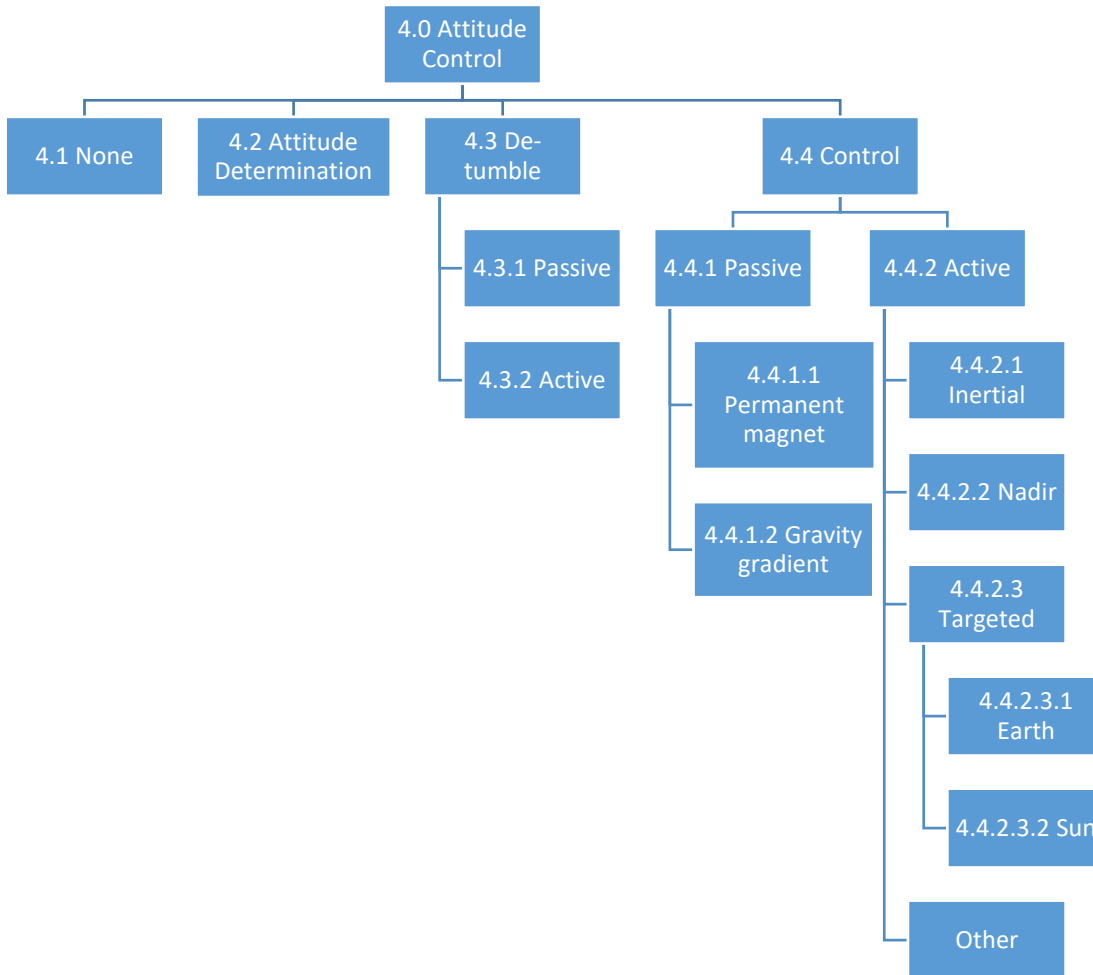 4.0 Attitude
Control
4.1 None
4.2 Attitude
Determination
4.3 De-
tumble
4.4 Control
4.3.1 Passive
4.4.1 Passive
4.4.2 Active
4.3.2 Active
4.4.1.1
Permanent
magnet
4.4.2.1
Inertial
4.4.2.2 Nadir
4.4.1.2 Gravity
gradient
4.4.2.3
Targeted
4.4.2.3.1
Earth
4.4.2.3.2 Sun
Other